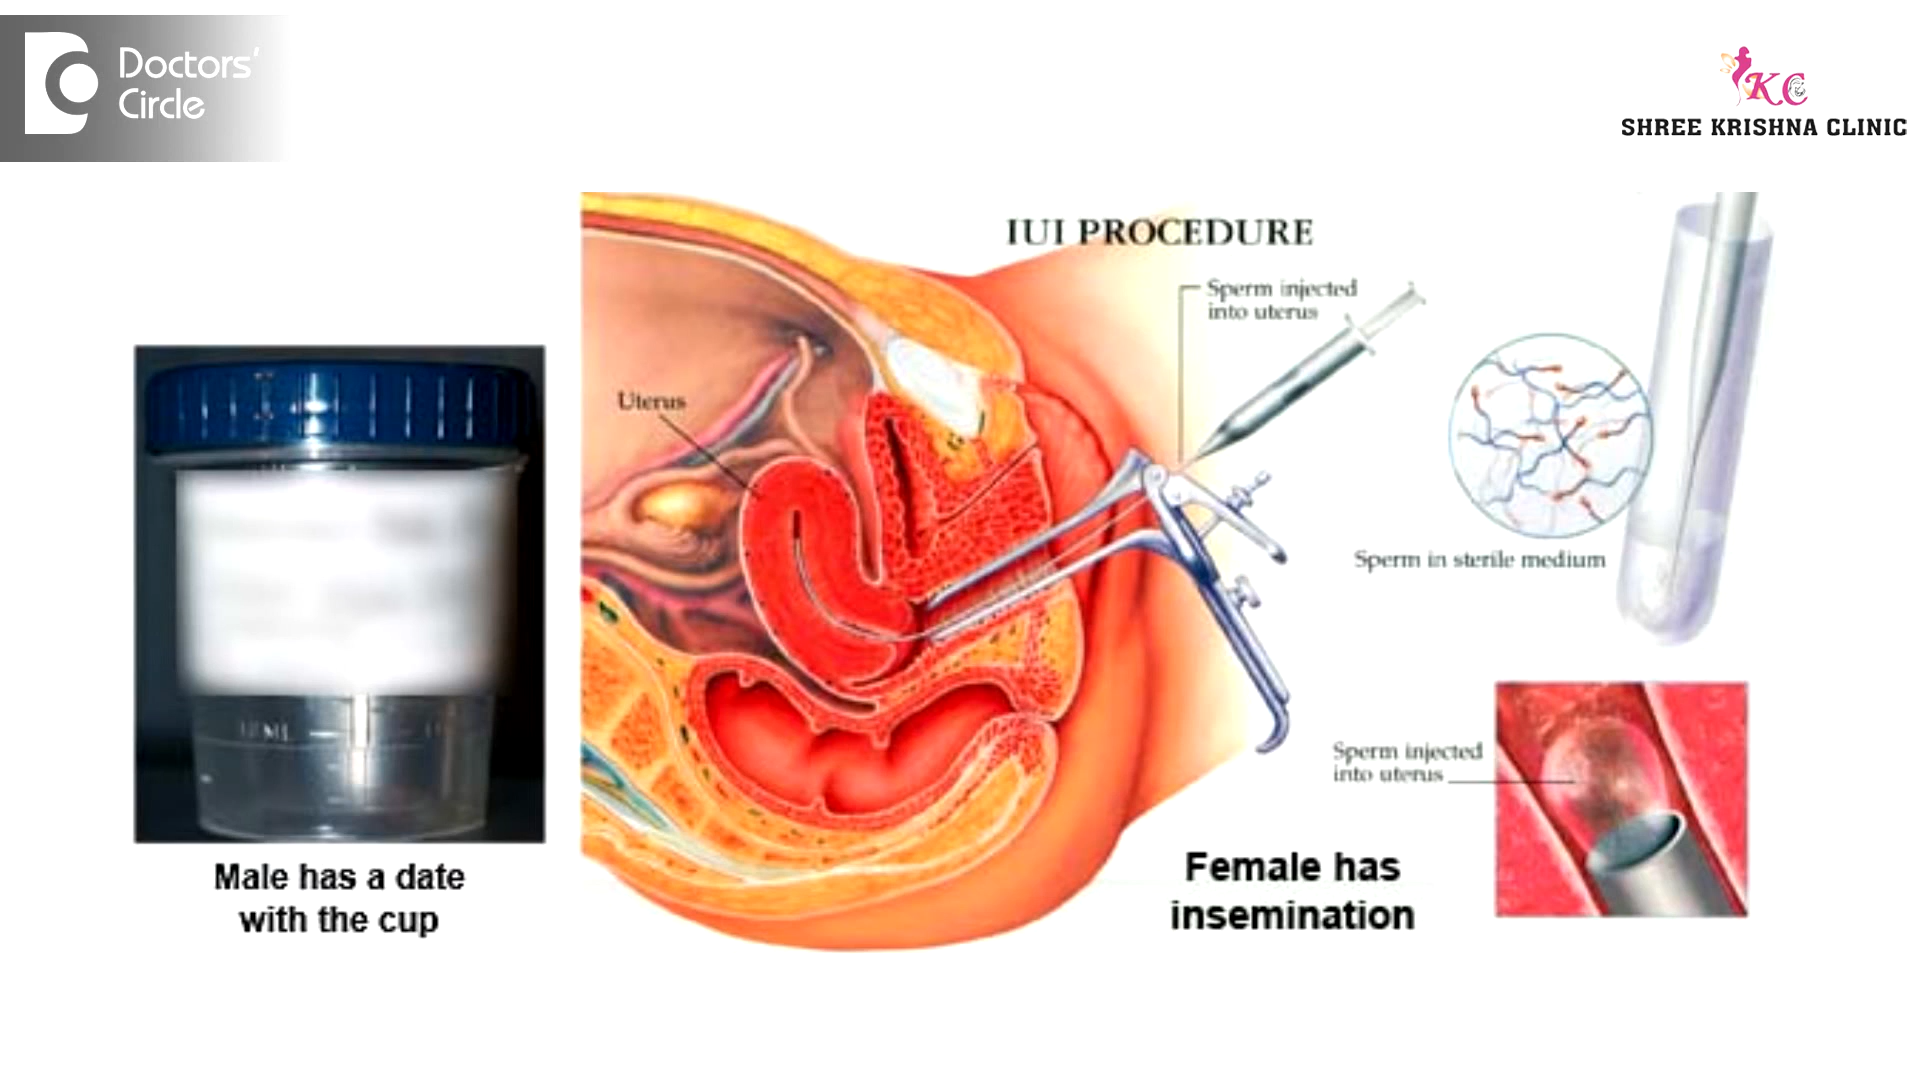 Doctors'
Circle
KC
SHREE KRISHNA CLINIC
IUI PROCEDURE
Sperm injected
into uterus
Uterus
Sperm in sterile medium
Sperm injected
into uterus
Male has a date
with the cup
Female has
insemination